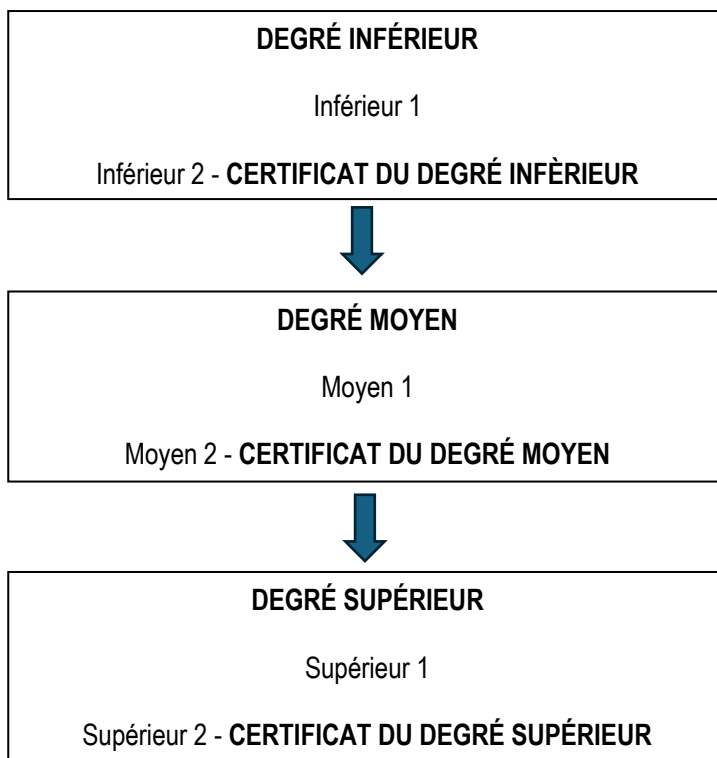 DEGRÉ INFÉRIEUR
Inférieur 1
Inférieur 2 - CERTIFICAT DU DEGRÉ INFÈRIEUR
DEGRÉ MOYEN
Moyen 1
Moyen 2 - CERTIFICAT DU DEGRÉ MOYEN
DEGRÉ SUPÉRIEUR
Supérieur 1
Supérieur 2 - CERTIFICAT DU DEGRÉ SUPÉRIEUR